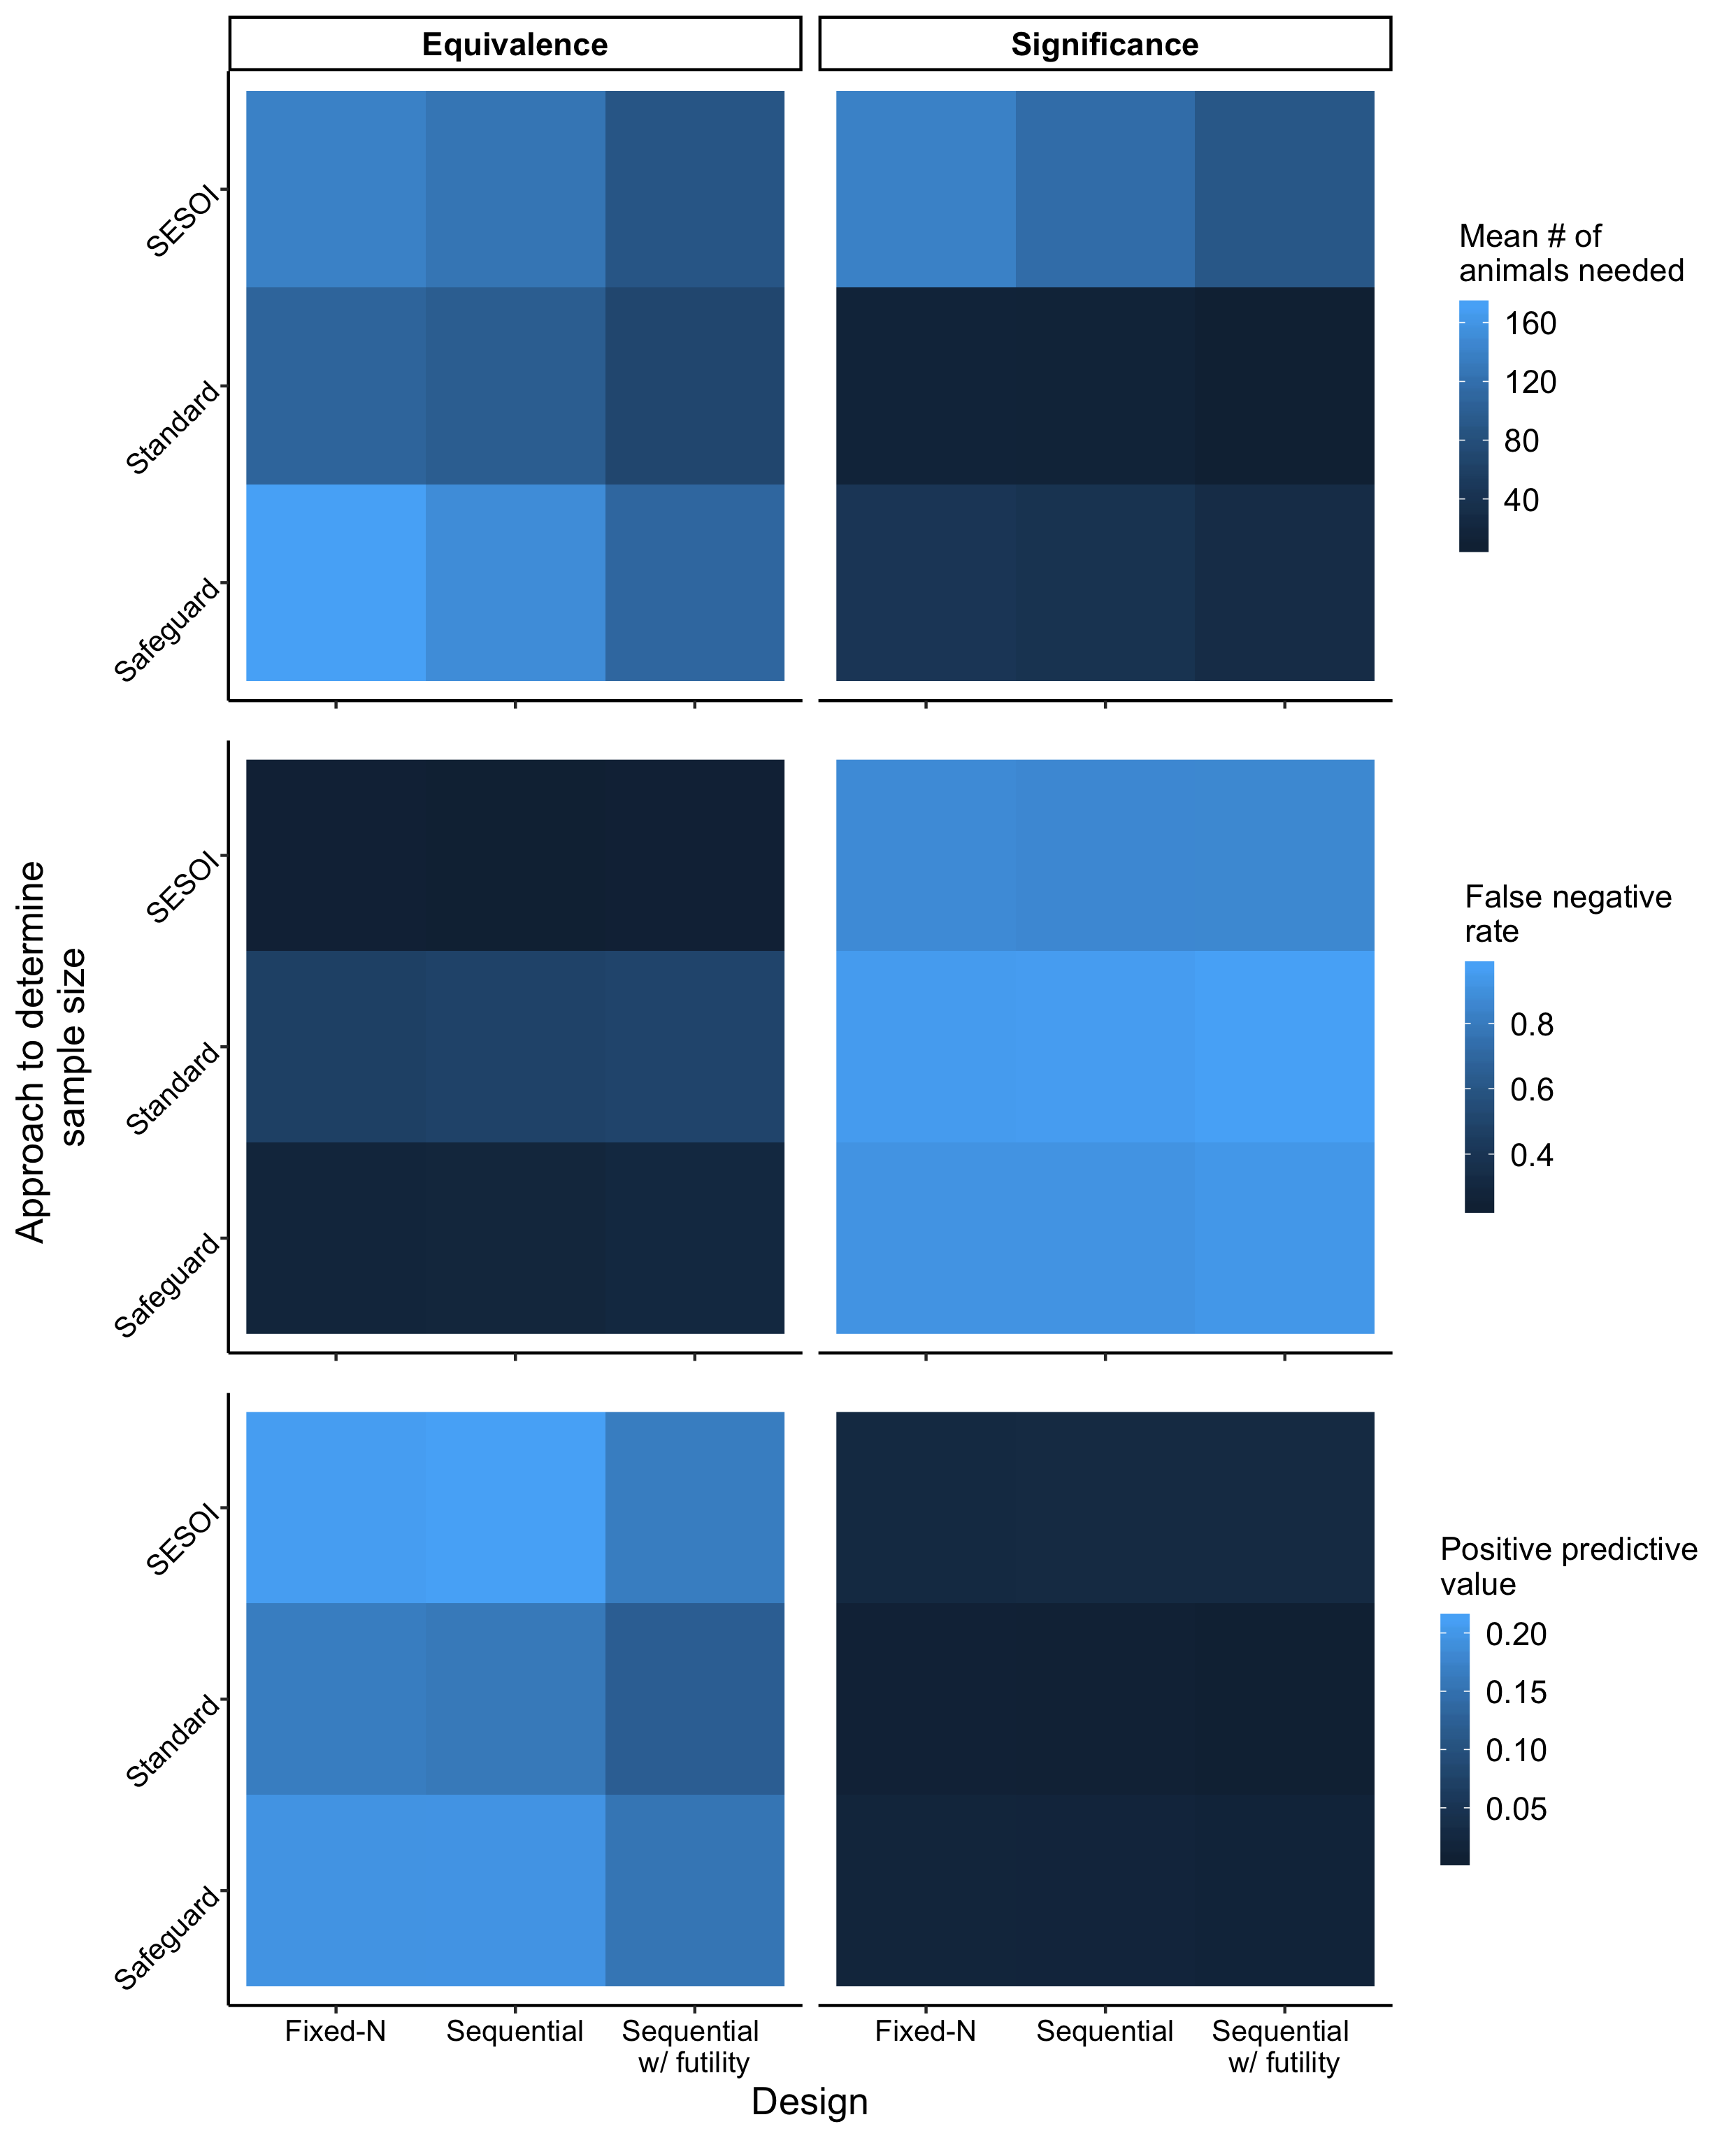 Equivalence
Significance
SESOI
Standard
Safeguard
Mean # of
animals needed
160
120
80
40
Approach to determine
sample size
SESOI
Standard
Safeguard
False negative
rate
0.8
0.6
0.4
SESOI
Standard
Safeguard
Positive predictive
value
0.20
0.15
0.10
0.05
Fixed-N
Sequential
Sequential
w/ futility
Fixed-N
Sequential
Sequential
w/ futility
Design